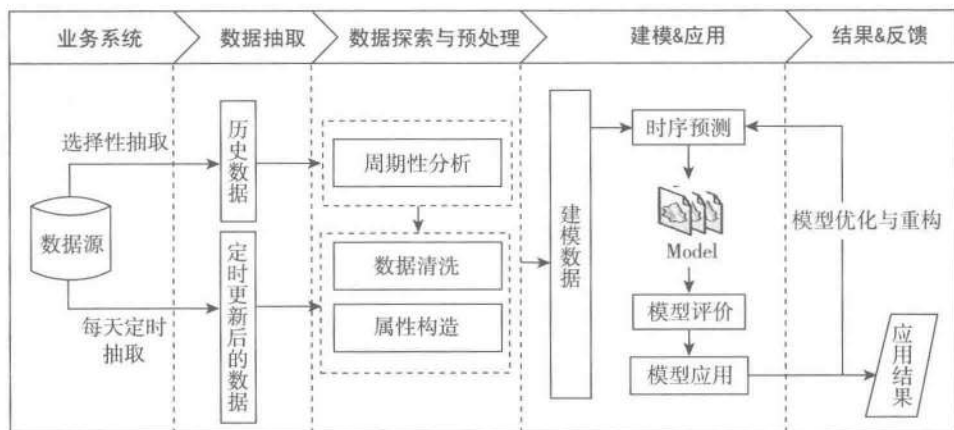 业务系统
数据抽取
数据探索与预处理
建模&应用
结果&反馈
选择性抽取
数据源
每天定时
抽取
历史数据
定时更新后的数据
周期性分析
数据清洗
属性构造
建模数据
时序预测
Model
模型评价
模型应用
模型优化与重构
应用结果